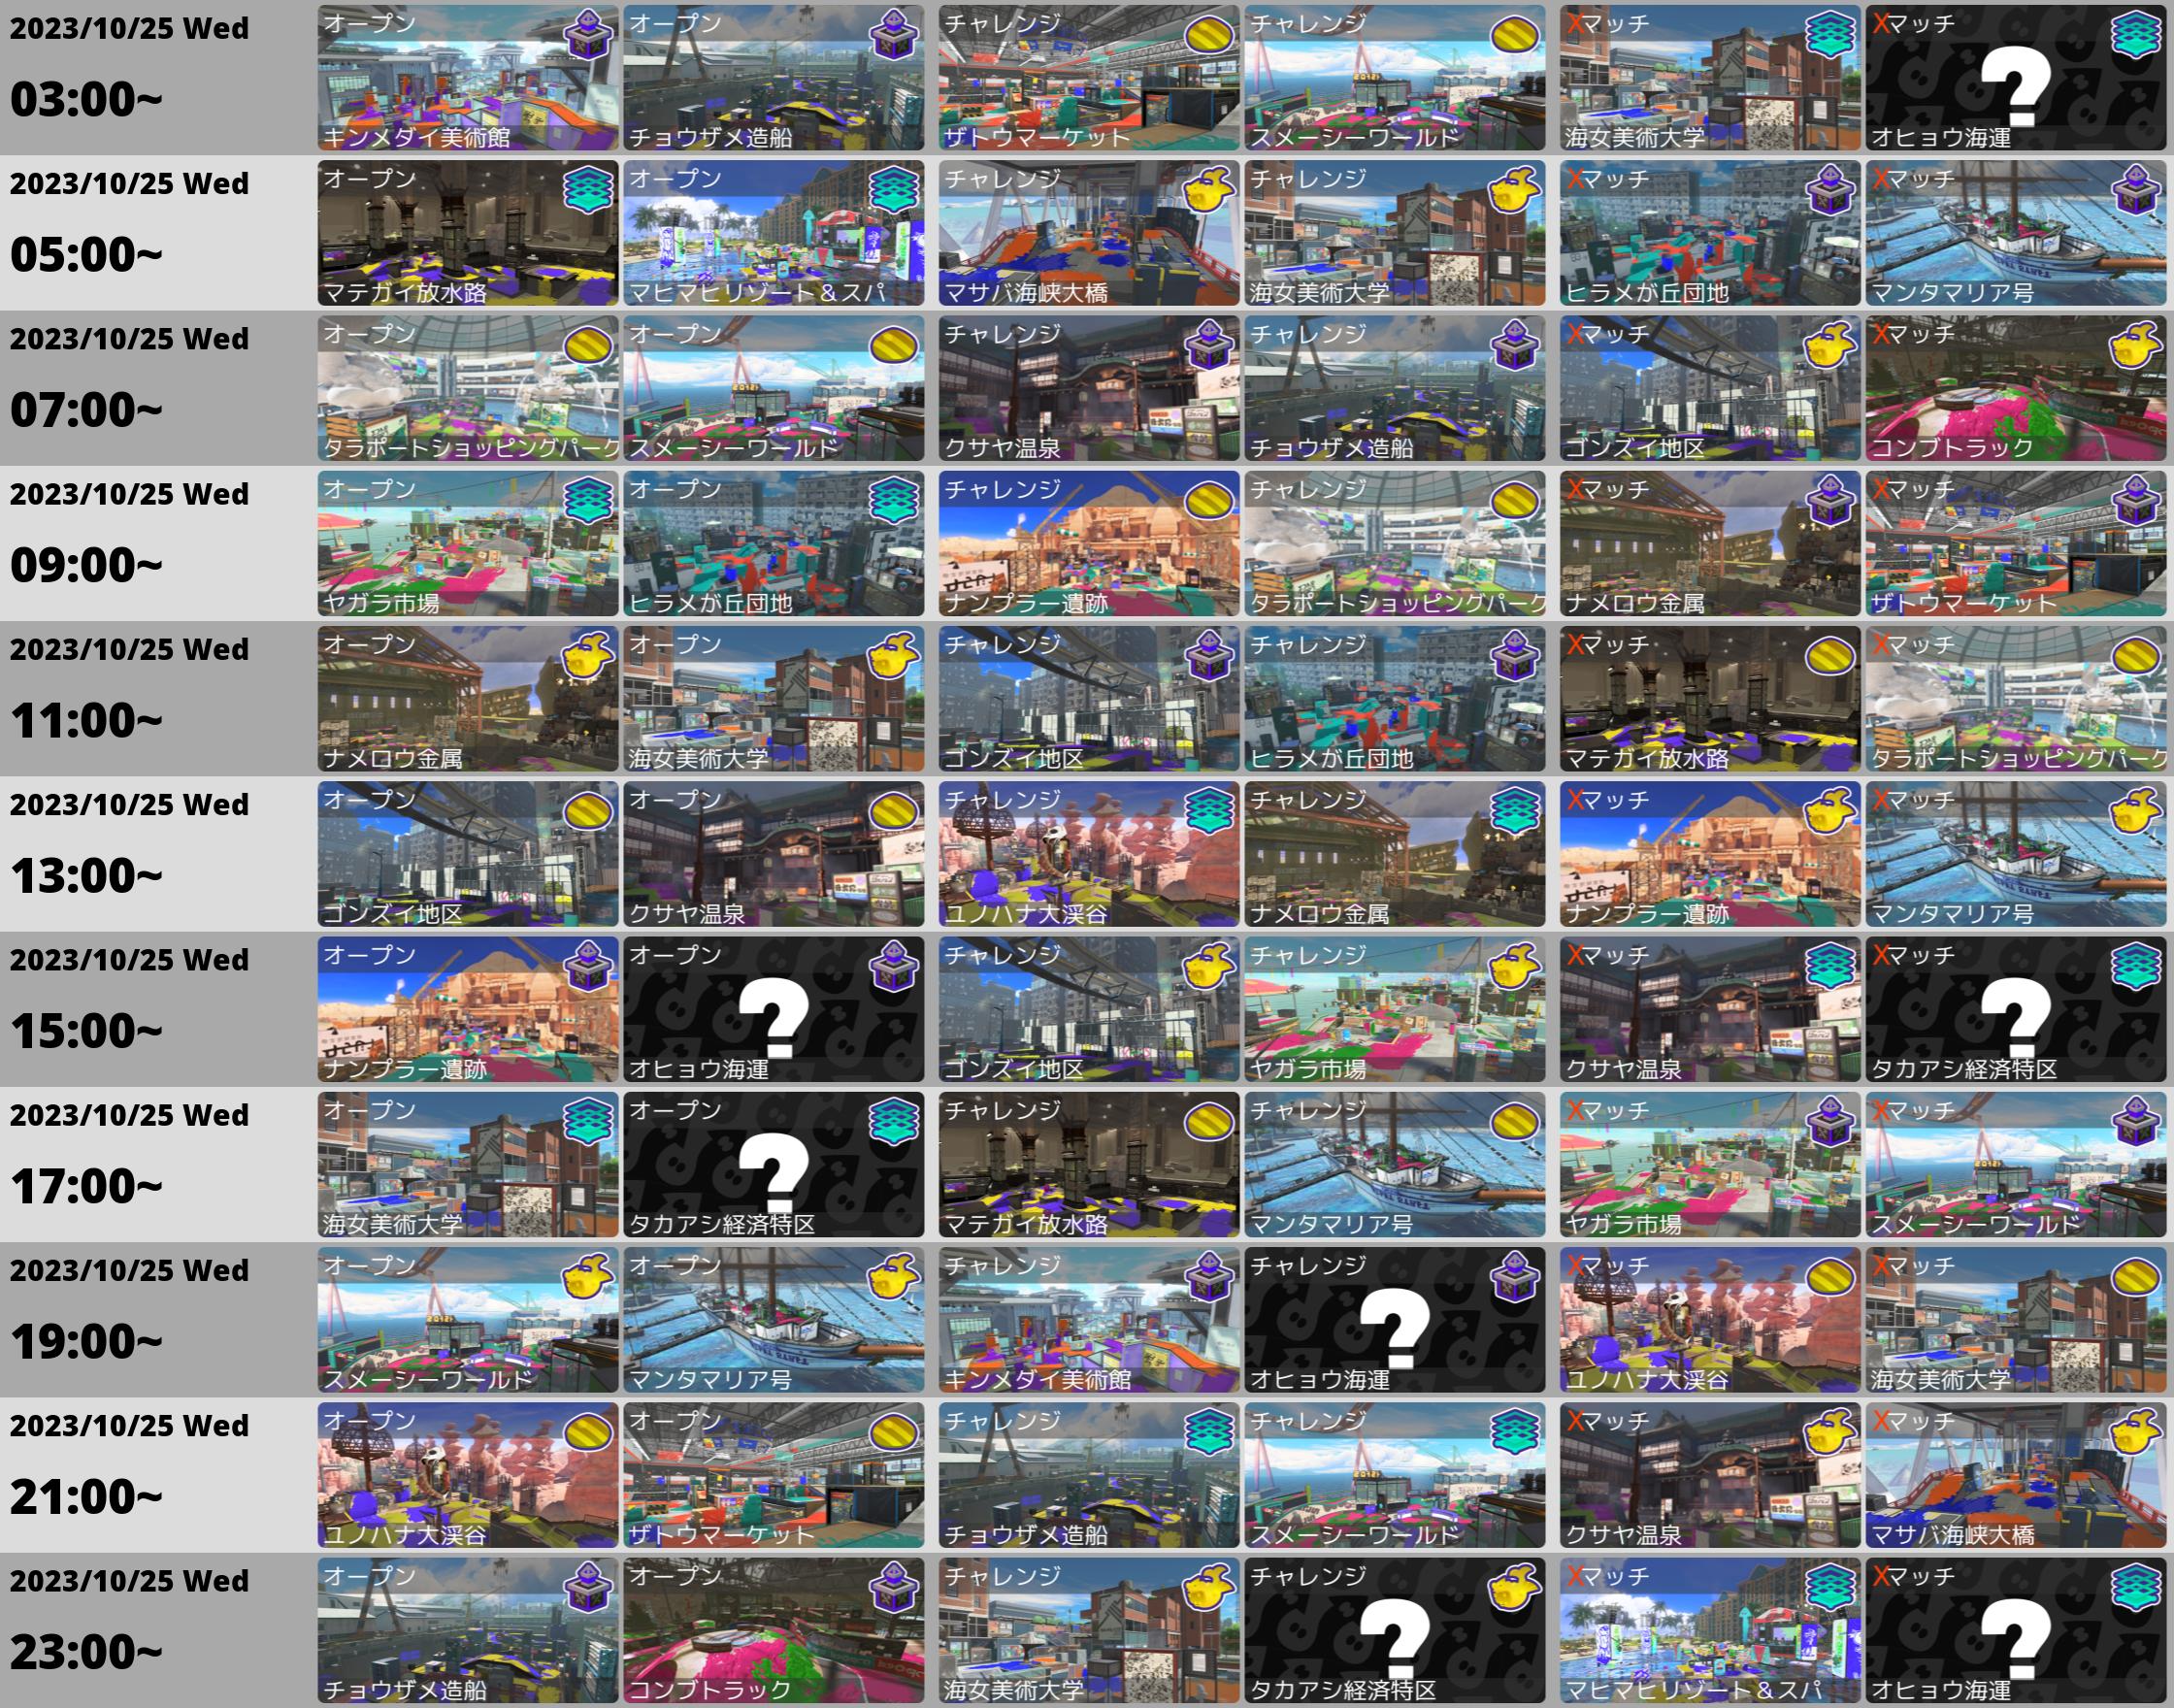 2023/10/25 Wed
03:00~
オープン
キンメダイ美術館
オープン
チョウザメ造船
チャレンジ
ザトウマーケット
チャレンジ
スメーシーワールド
Xマッチ
海女美術大学
Xマッチ
?
オヒョウ海運
2023/10/25 Wed
05:00~
オープン
マテガイ放水路
オープン
マヒマヒリゾート&スパ
チャレンジ
マサバ海峡大橋
チャレンジ
海女美術大学
Xマッチ
ヒラメが丘団地
Xマッチ
マンタマリア号
2023/10/25 Wed
07:00~
オープン
タラポートショッピングパーク
オープン
スメーシーワールド
チャレンジ
クサヤ温泉
チャレンジ
チョウザメ造船
Xマッチ
ゴンズイ地区
Xマッチ
コンブトラック
2023/10/25 Wed
09:00~
オープン
ヤガラ市場
オープン
ヒラメが丘団地
チャレンジ
ナンプラー遺跡
チャレンジ
タラポートショッピングパーク
Xマッチ
ナメロウ金属
Xマッチ
ザトウマーケット
2023/10/25 Wed
11:00~
オープン
ナメロウ金属
オープン
海女美術大学
チャレンジ
ゴンズイ地区
チャレンジ
ヒラメが丘団地
Xマッチ
マテガイ放水路
Xマッチ
タラポートショッピングパーク
2023/10/25 Wed
13:00~
オープン
ゴンズイ地区
オープン
クサヤ温泉
チャレンジ
ユノハナ大渓谷
チャレンジ
ナメロウ金属
Xマッチ
ナンプラー遺跡
Xマッチ
マンタマリア号
2023/10/25 Wed
15:00~
オープン
ナンプラー遺跡
オープン
?
オヒョウ海運
チャレンジ
ゴンズイ地区
チャレンジ
ヤガラ市場
Xマッチ
クサヤ温泉
Xマッチ
?
タカアシ経済特区
2023/10/25 Wed
17:00~
オープン
海女美術大学
オープン
?
タカアシ経済特区
チャレンジ
マテガイ放水路
チャレンジ
マンタマリア号
Xマッチ
ヤガラ市場
Xマッチ
スメーシーワールド
2023/10/25 Wed
19:00~
オープン
スメーシーワールド
オープン
マンタマリア号
チャレンジ
キンメダイ美術館
チャレンジ
?
オヒョウ海運
Xマッチ
ユノハナ大渓谷
Xマッチ
海女美術大学
2023/10/25 Wed
21:00~
オープン
ユノハナ大渓谷
オープン
ザトウマーケット
チャレンジ
チョウザメ造船
チャレンジ
スメーシーワールド
Xマッチ
クサヤ温泉
Xマッチ
マサバ海峡大橋
2023/10/25 Wed
23:00~
オープン
チョウザメ造船
オープン
コンブトラック
チャレンジ
海女美術大学
チャレンジ
?
タカアシ経済特区
Xマッチ
マヒマヒリゾート&スパ
Xマッチ
?
オヒョウ海運